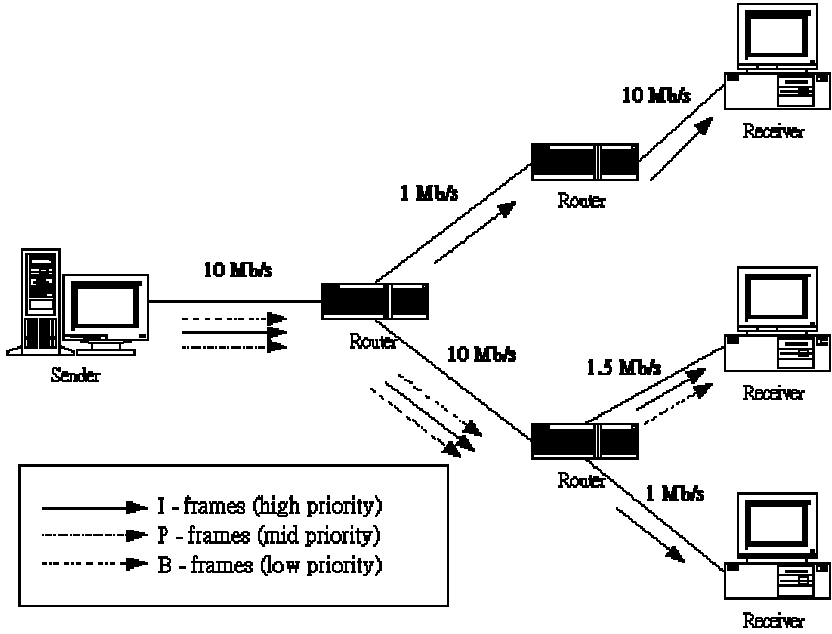 10 Mb/s
Receiver
Router
1 Mb/s
10 Mb/s
Router
Sender
10 Mb/s
1.5 Mb/s
Receiver
Router
1 Mb/s
Receiver
I - frames (high priority)
P - frames (mid priority)
B - frames (low priority)